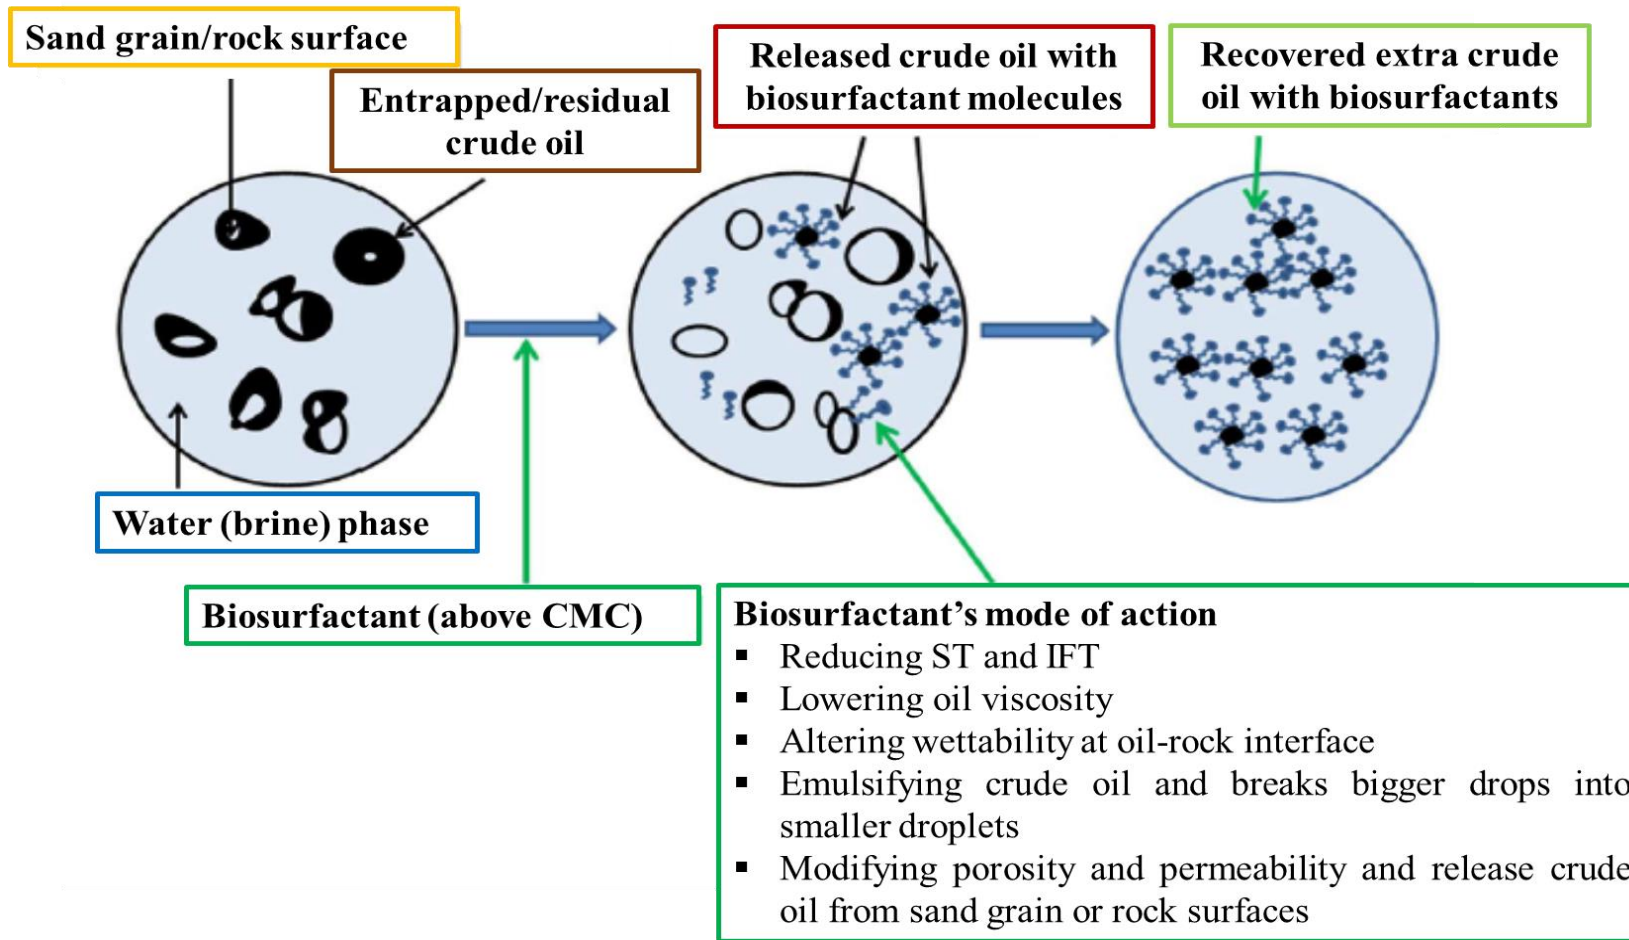 Sand grain/rock surface
Entrapped/residual
crude oil
Released crude oil with
biosurfactant molecules
Recovered extra crude
oil with biosurfactants
Water (brine) phase
Biosurfactant (above CMC)
Biosurfactant’s mode of action
▪ Reducing ST and IFT
▪ Lowering oil viscosity
▪ Altering wettability at oil-rock interface
▪ Emulsifying crude oil and breaks bigger drops into
smaller droplets
▪ Modifying porosity and permeability and release crude
oil from sand grain or rock surfaces